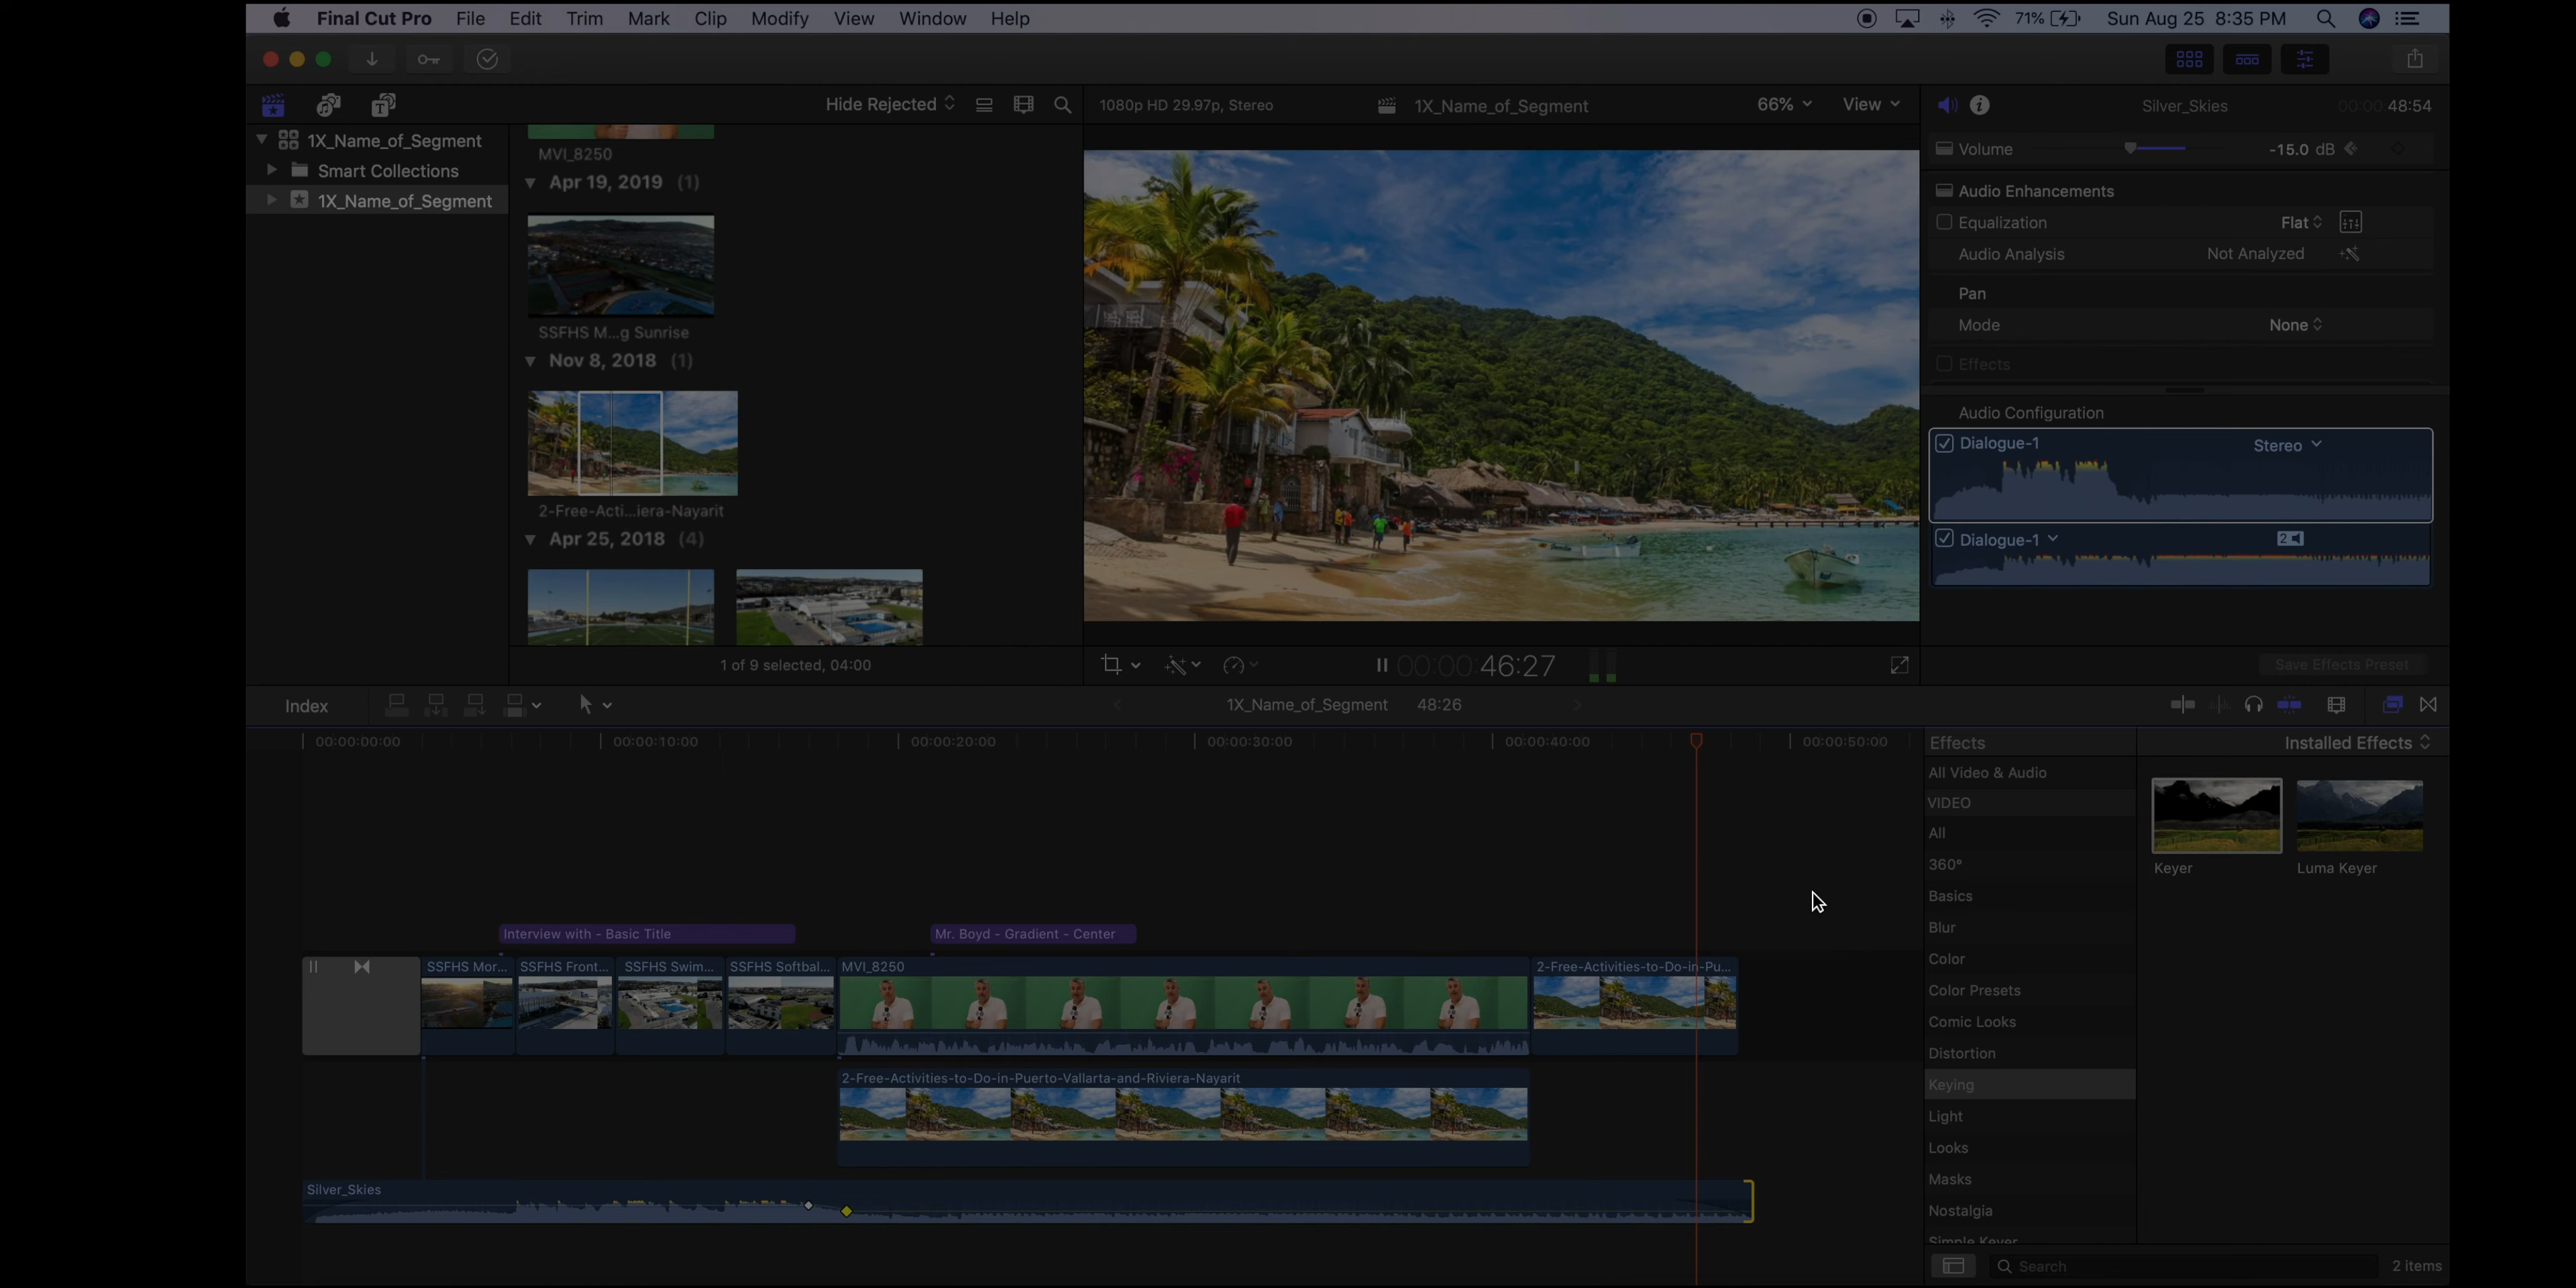 Final Cut Pro File Edit Trim Mark Clip Modify View Window Help 71% Sun Aug 25 8:35 PM
Hide Rejected
1080p HD 29.97p, Stereo 1X_Name_of_Segment 66% View
Silver_Skies 00:00 48:54
1X_Name_of_Segment
Smart Collections
1X_Name_of_Segment
MVI_8250
Apr 19, 2019 (1)
SSFHS M...g Sunrise
Nov 8, 2018 (1)
2-Free-Acti...iera-Nayarit
Apr 25, 2018 (4)
1 of 9 selected, 04:00
00:00:46:27
Volume -15.0 dB
Audio Enhancements
Equalization Flat
Audio Analysis Not Analyzed
Pan
Mode None
Effects
Audio Configuration
Dialogue-1 Stereo
Dialogue-1 2
Save Effects Preset
Index 1X_Name_of_Segment 48:26
00:00:00:00 00:00:10:00 00:00:20:00 00:00:30:00 00:00:40:00 00:00:50:00
Interview with - Basic Title Mr. Boyd - Gradient - Center
SSFHS Mor... SSFHS Front... SSFHS Swim... SSFHS Softbal... MVI_8250 2-Free-Activities-to-Do-in-Pu...
2-Free-Activities-to-Do-in-Puerto-Vallarta-and-Riviera-Nayarit
Silver_Skies
Effects Installed Effects
All Video & Audio
VIDEO
All
360°
Basics
Blur
Color
Color Presets
Comic Looks
Distortion
Keying
Light
Looks
Masks
Nostalgia
Simple Keyer
Keyer Luma Keyer
Search 2 items